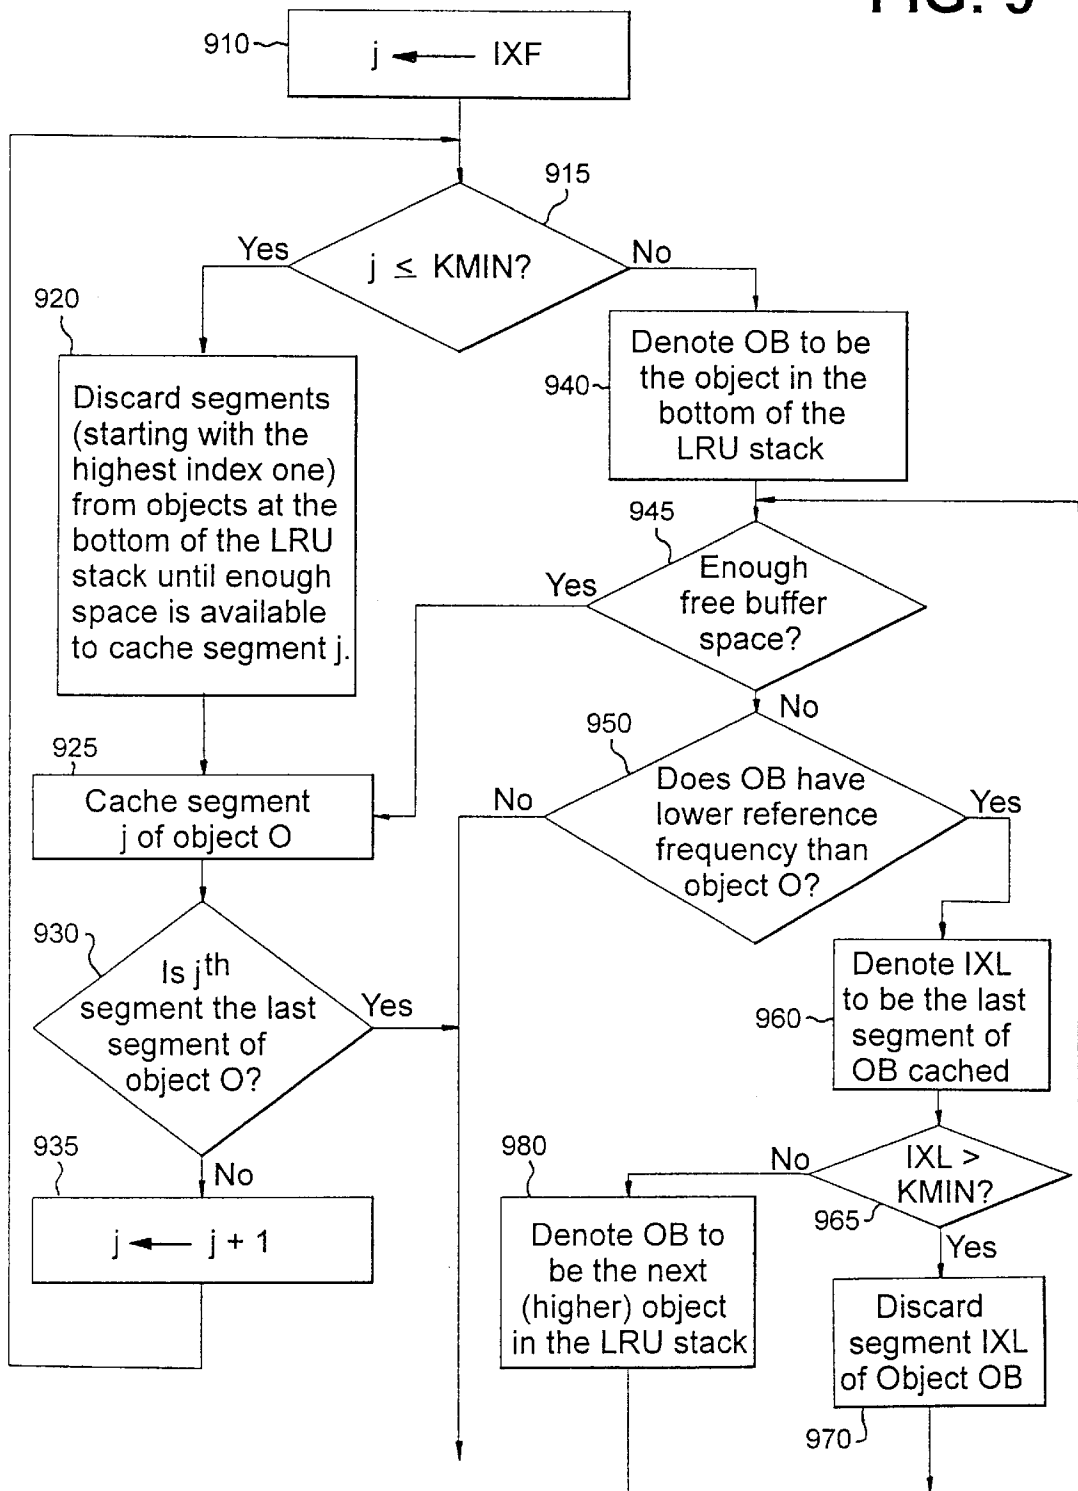 FIG. 9
910
j ← IXF
915
Yes
j ≤ KMIN?
No
920
Discard segments
(starting with the
highest index one)
from objects at the
bottom of the LRU
stack until enough
space is available
to cache segment j.
940
Denote OB to be
the object in the
bottom of the
LRU stack
945
Yes
Enough
free buffer
space?
No
925
Cache segment
j of object O
950
No
Does OB have
lower reference
frequency than
object O?
Yes
930
Is jth
segment the last
segment of
object O?
Yes
No
960
Denote IXL
to be the last
segment of
OB cached
935
j ← j + 1
980
No
IXL >
KMIN?
965
Yes
Denote OB to
be the next
(higher) object
in the LRU stack
Discard
segment IXL
of Object OB
970